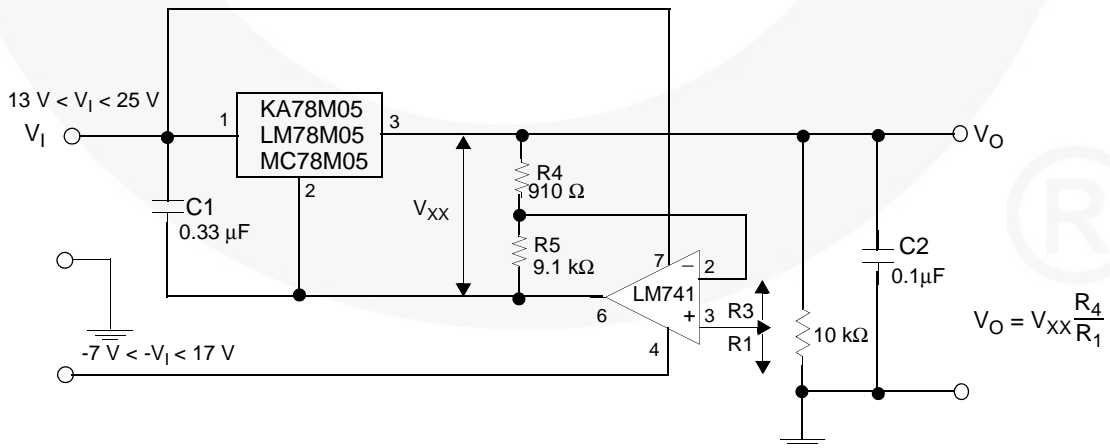 13 V < V_I < 25 V
V_I
1
KA78M05
LM78M05
MC78M05
3
2
V_O
C1
0.33 μF
V_XX
R4
910 Ω
R5
9.1 kΩ
7
−
2
LM741
6
+
3
4
R3
R1
10 kΩ
C2
0.1μF
V_O = V_XX R_4/R_1
-7 V < -V_I < 17 V
®